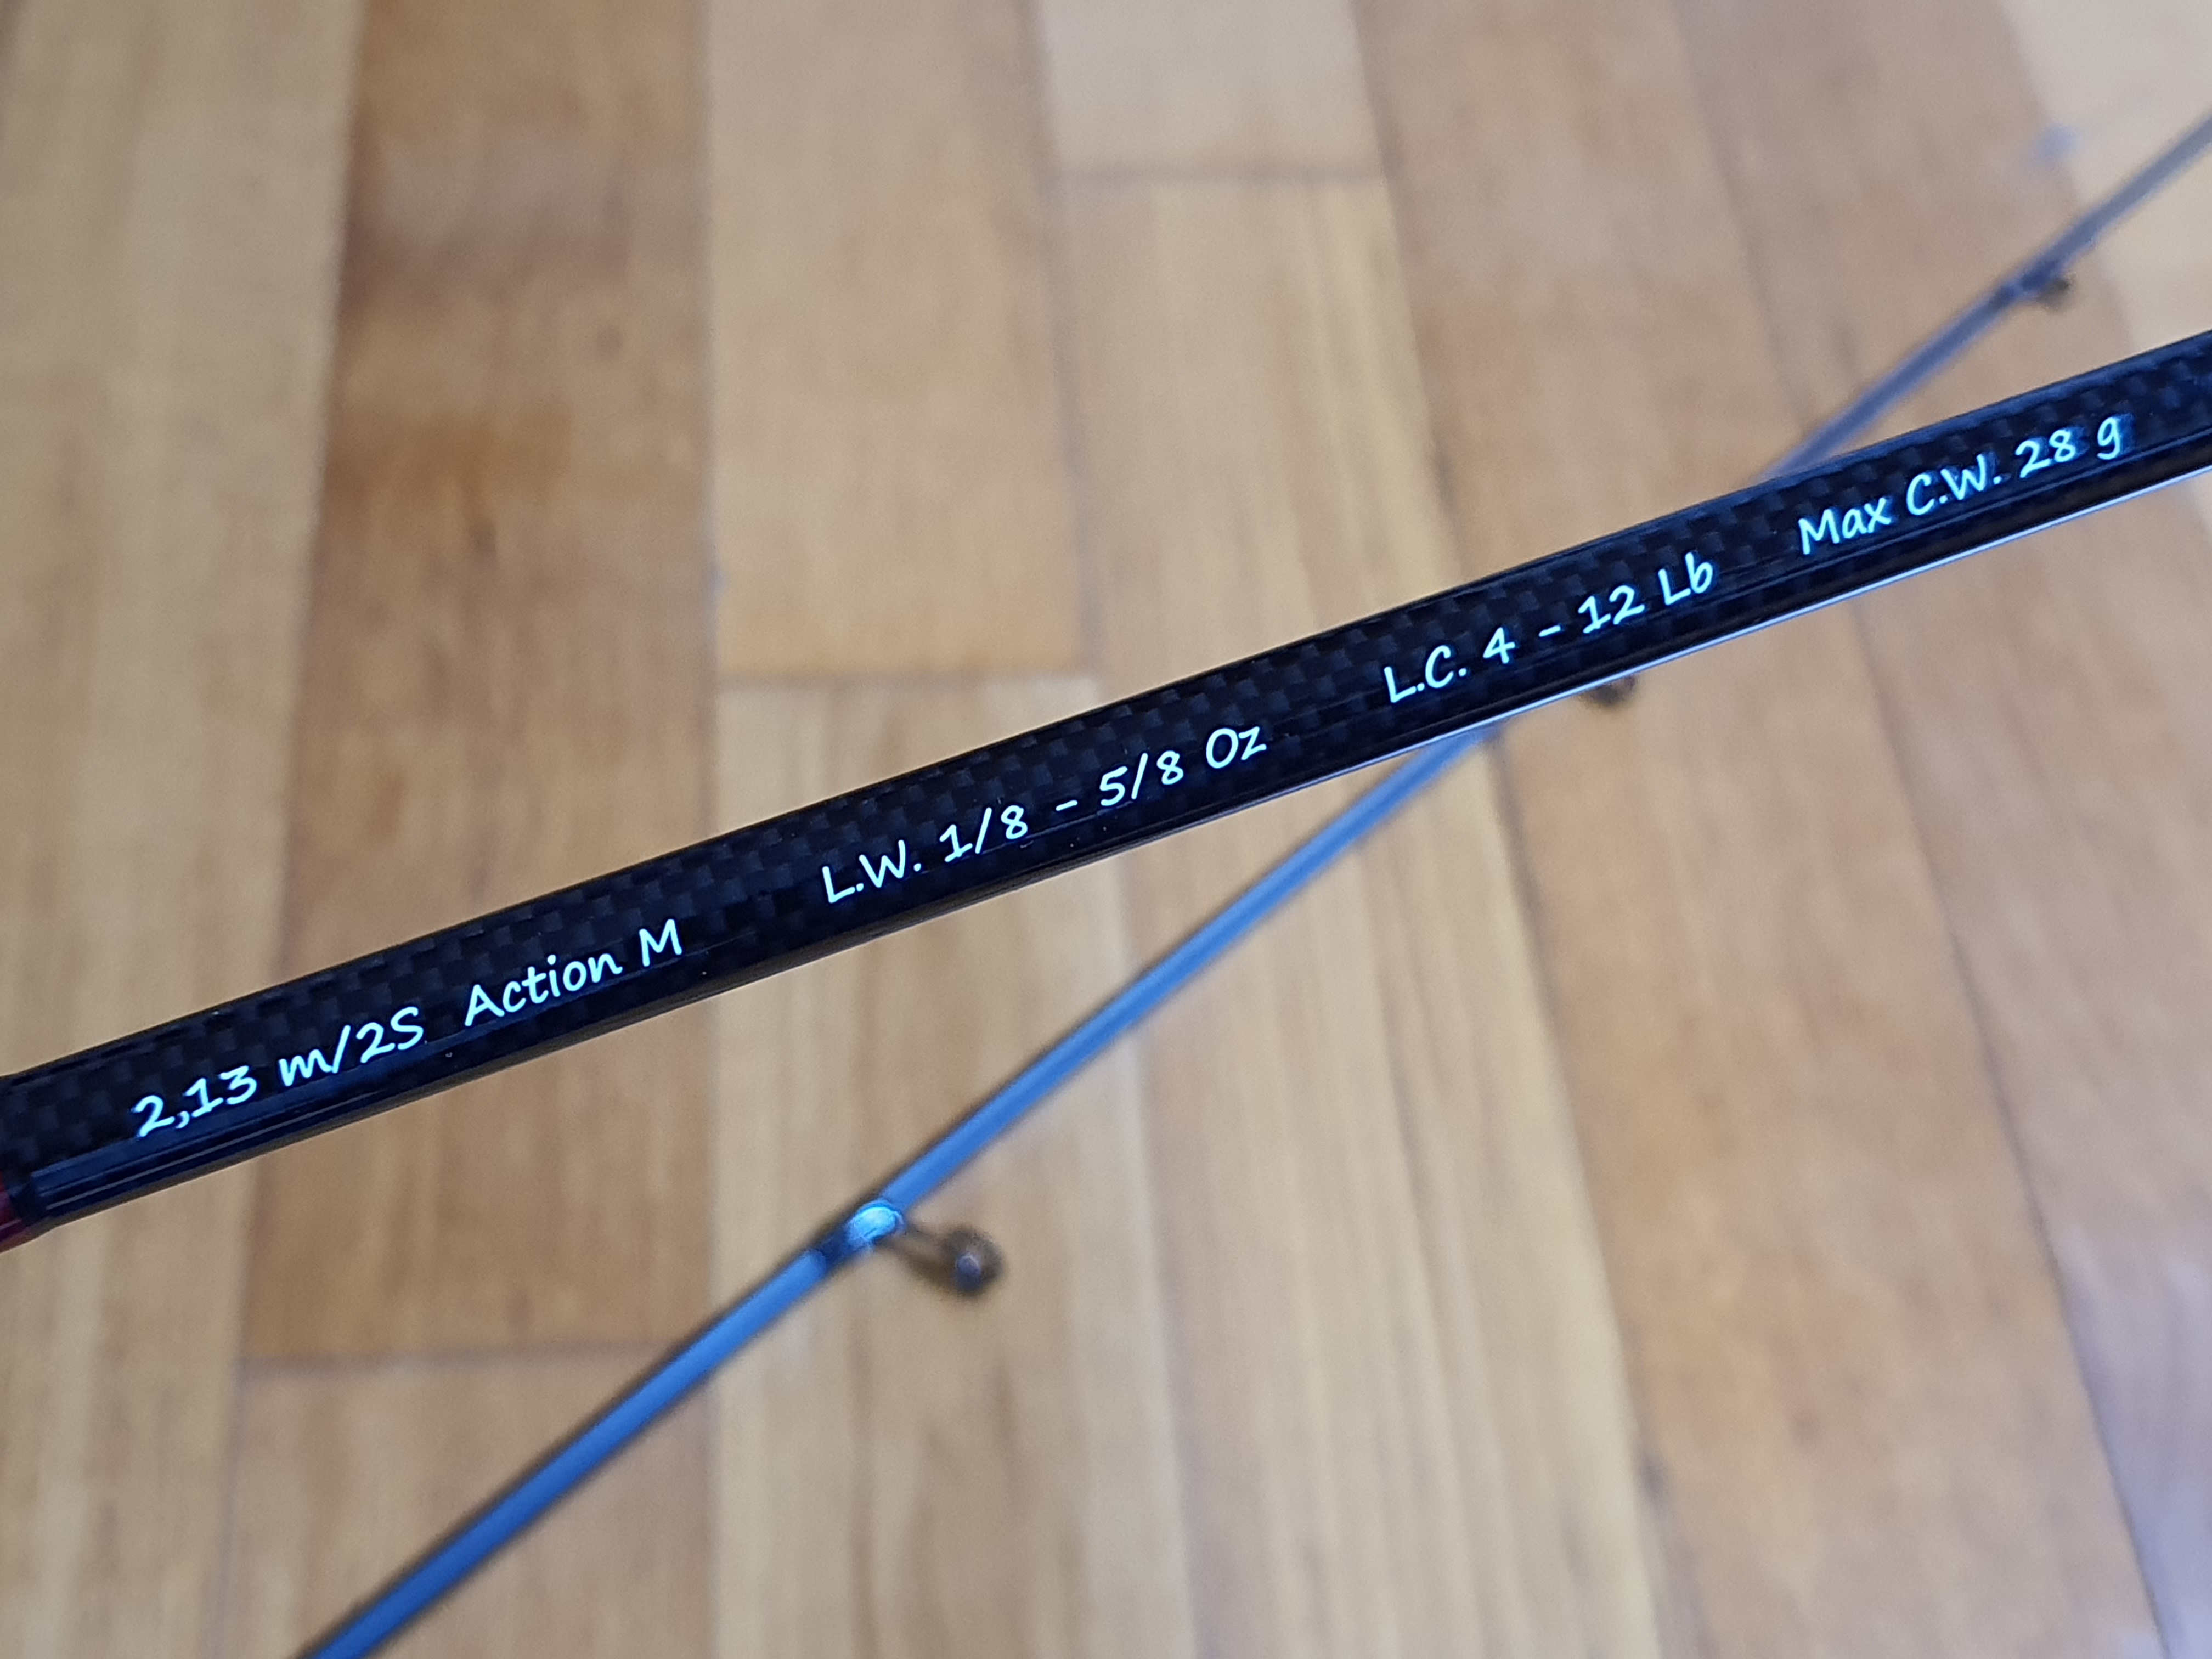 2,13 m/2S Action M L.W. 1/8 - 5/8 Oz L.C. 4 - 12 Lb Max C.W. 28 g